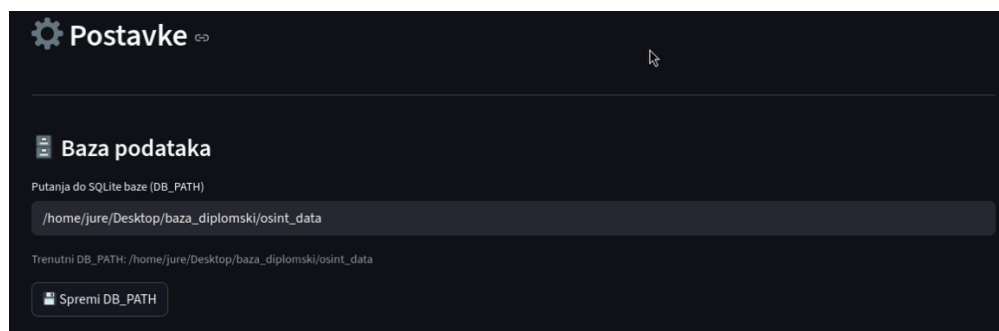 Postavke
Baza podataka
Putanja do SQLite baze (DB_PATH)
/home/jure/Desktop/baza_diplomski/osint_data
Trenutni DB_PATH: /home/jure/Desktop/baza_diplomski/osint_data
Spremi DB_PATH